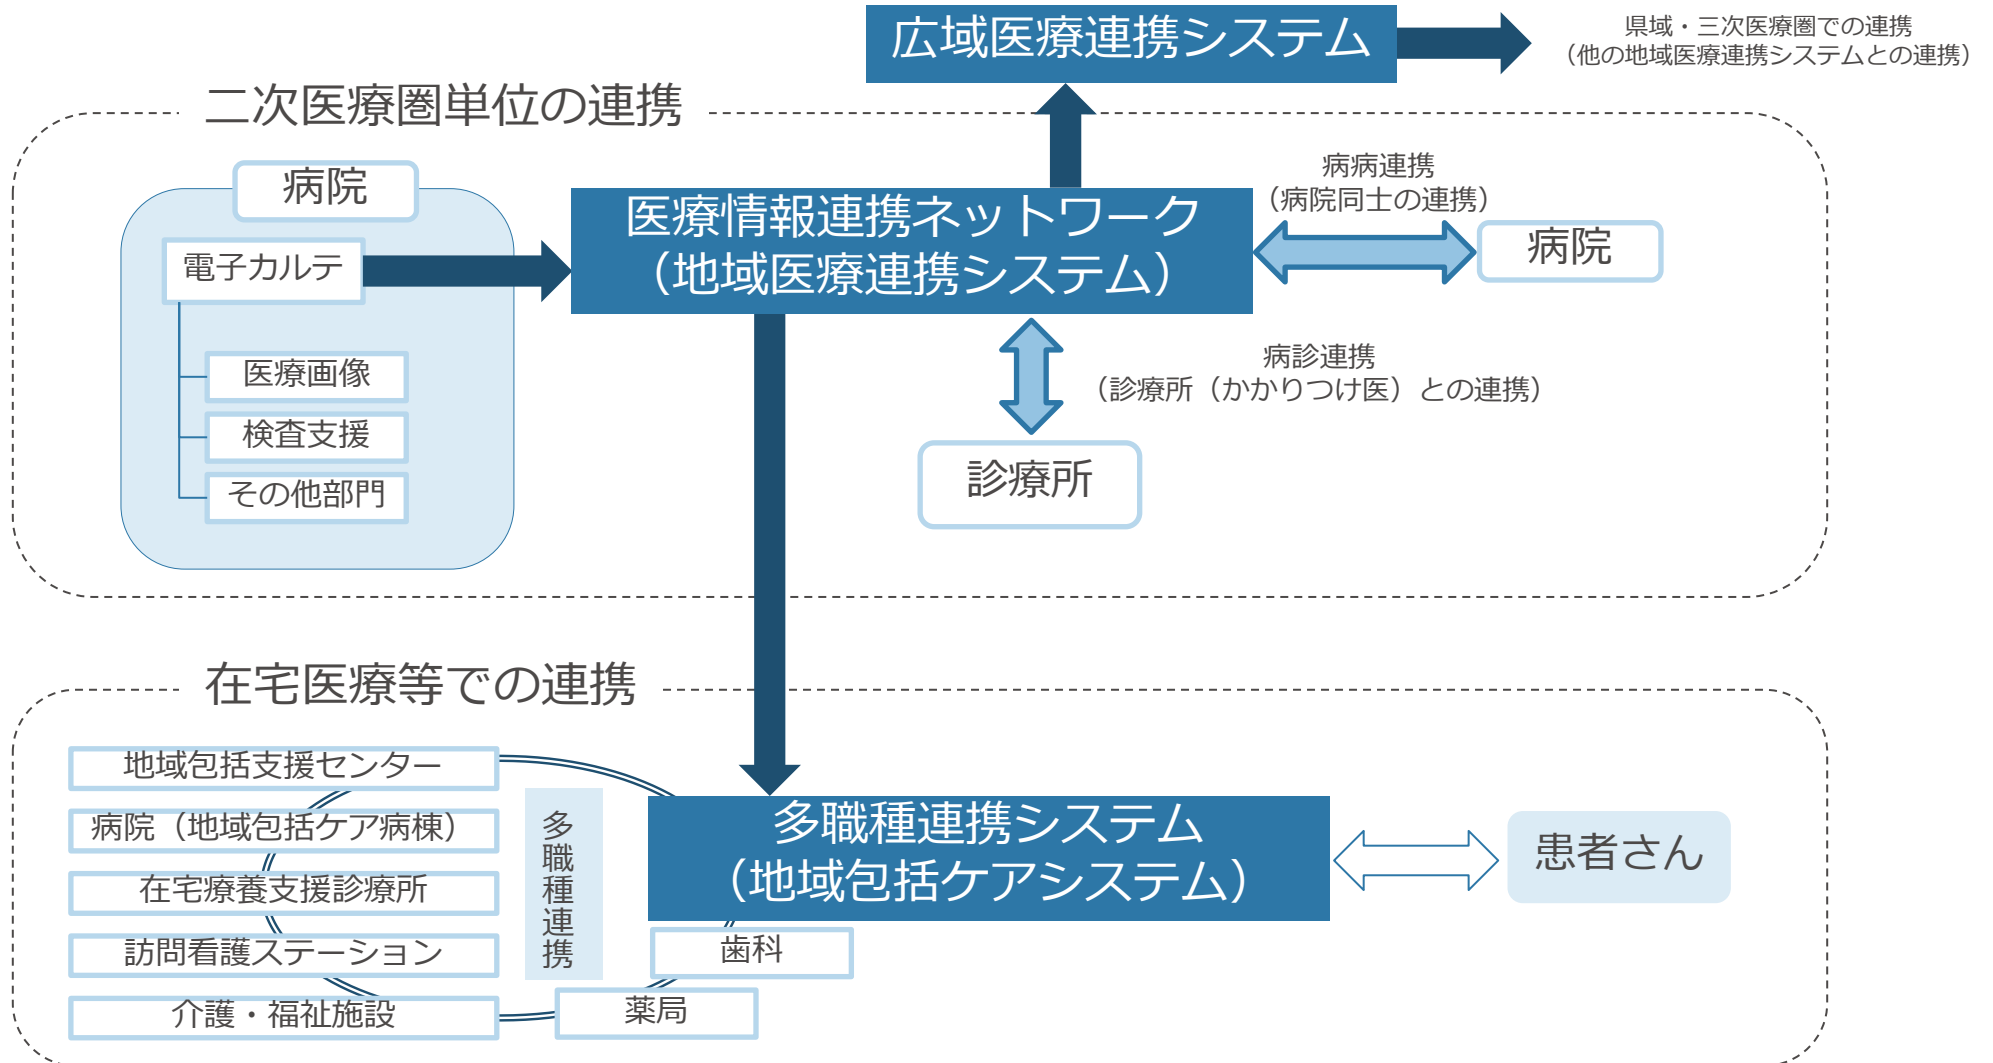 広域医療連携システム
県域・三次医療圏での連携
（他の地域医療連携システムとの連携）
二次医療圏単位の連携
病院
電子カルテ
医療画像
検査支援
その他部門
医療情報連携ネットワーク
（地域医療連携システム）
病病連携
（病院同士の連携）
病院
病診連携
（診療所（かかりつけ医）との連携）
診療所
在宅医療等での連携
地域包括支援センター
病院（地域包括ケア病棟）
在宅療養支援診療所
訪問看護ステーション
介護・福祉施設
多職種連携
多職種連携システム
（地域包括ケアシステム）
歯科
薬局
患者さん